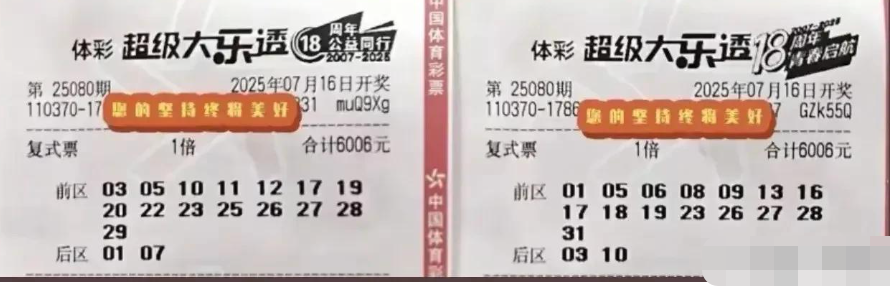 体彩 超级大乐透 18周年 公益同行 2007-2025
第 25080期 2025年07月16日开奖
110370-17 31 muQ9Xg
您的坚持终将美好
复式票 1倍 合计6006元
前区 03 05 10 11 12 17 19
20 22 23 25 26 27 28
29
后区 01 07
中国体育彩票
中国体育彩
体彩 超级大乐透 18周年 青春启航 2007-2025
第 25080期 2025年07月16日开奖
110370-1786 7 GZk55Q
您的坚持终将美好
复式票 1倍 合计6006元
前区 01 05 06 08 09 13 16
17 18 19 23 26 27 28
31
后区 03 10